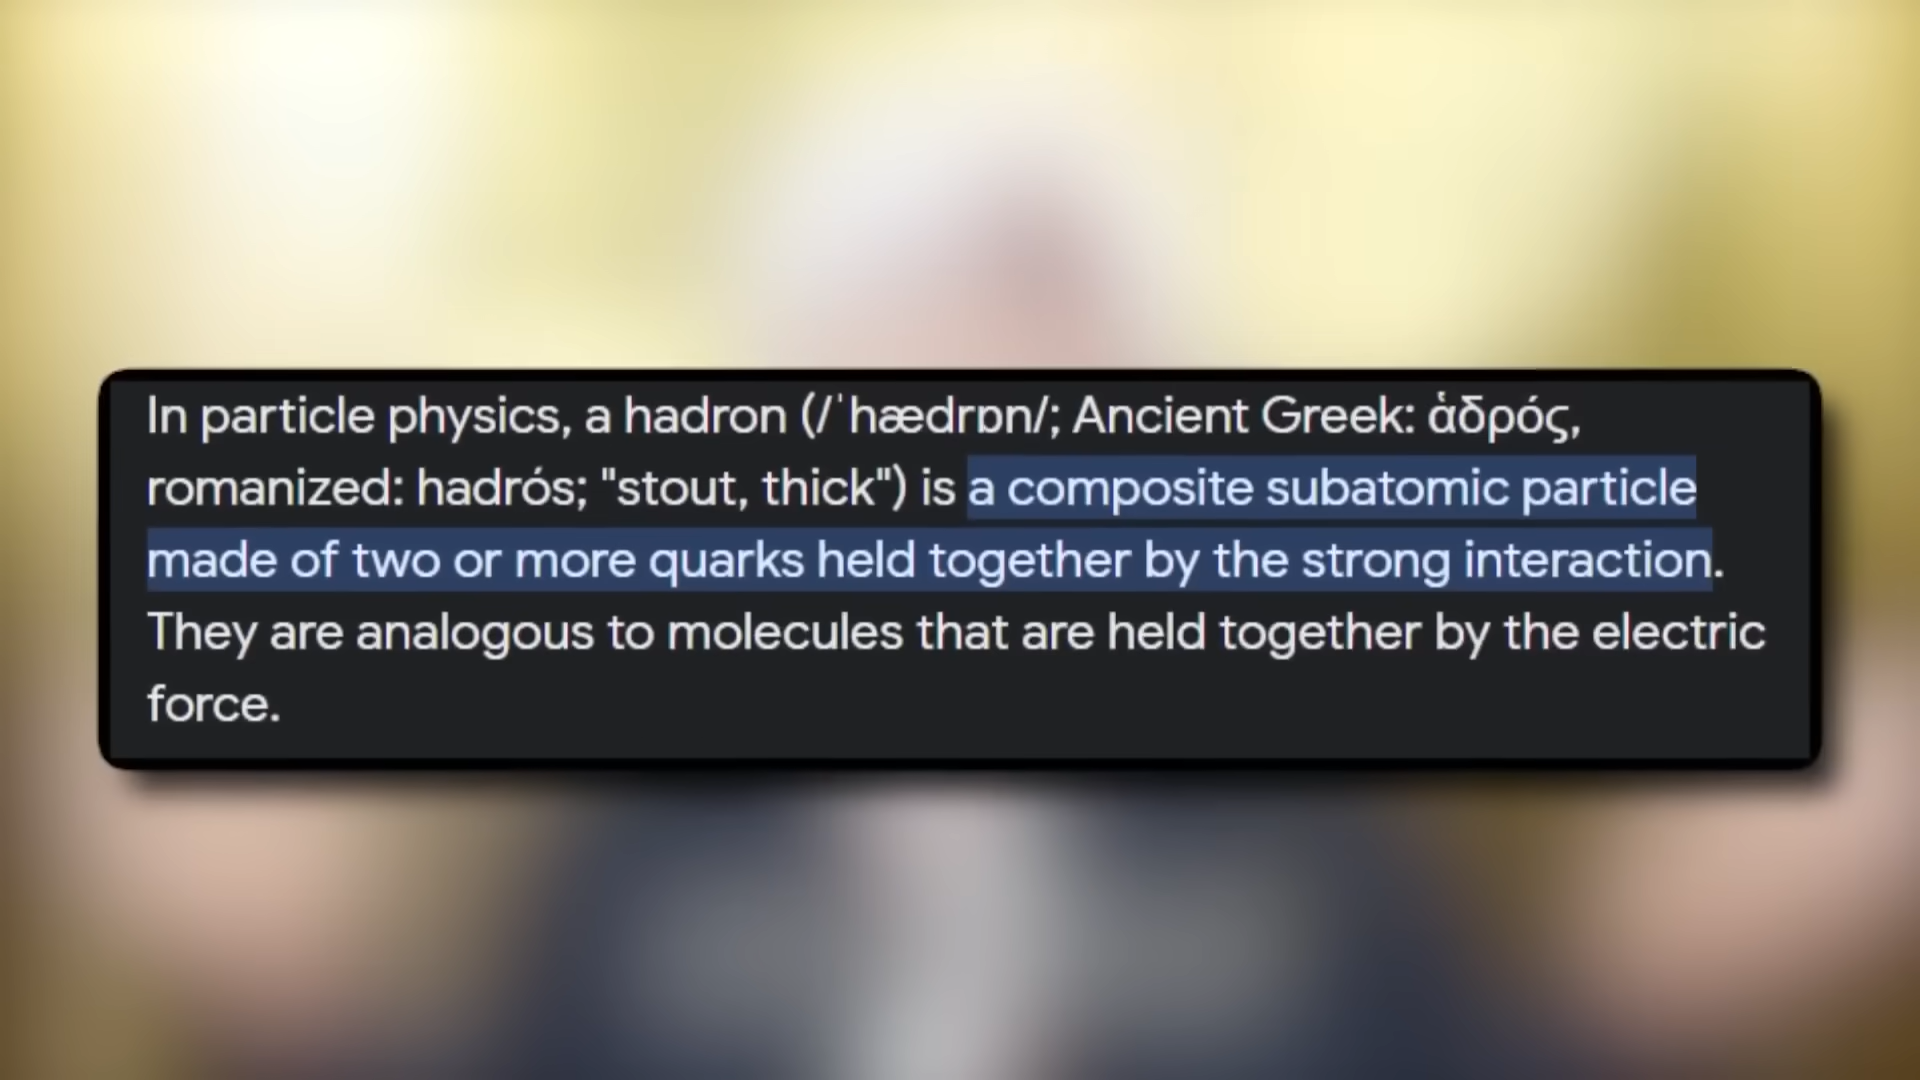 In particle physics, a hadron (/ˈhædrɒn/; Ancient Greek: ἁδρός,
romanized: hadrós; "stout, thick") is a composite subatomic particle
made of two or more quarks held together by the strong interaction.
They are analogous to molecules that are held together by the electric
force.